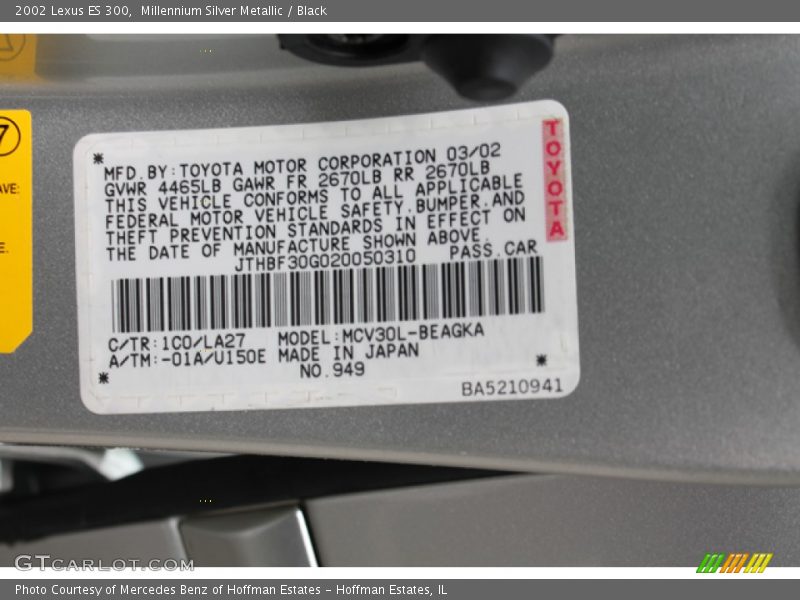 2002 Lexus ES 300,  Millennium Silver Metallic / Black
7
AVE:
E.
MFD.BY:TOYOTA MOTOR CORPORATION 03/02
GVWR 4465LB GAWR FR 2670LB RR 2670LB
THIS VEHICLE CONFORMS TO ALL APPLICABLE
FEDERAL MOTOR VEHICLE SAFETY,BUMPER,AND
THEFT PREVENTION STANDARDS IN EFFECT ON
THE DATE OF MANUFACTURE SHOWN ABOVE.
JTHBF30G020050310 PASS.CAR
TOYOTA
C/TR:1C0/LA27 MODEL:MCV30L-BEAGKA
A/TM:-01A/U150E MADE IN JAPAN
NO.949
BA5210941
GTCARLOT.COM
Photo Courtesy of Mercedes Benz of Hoffman Estates - Hoffman Estates, IL